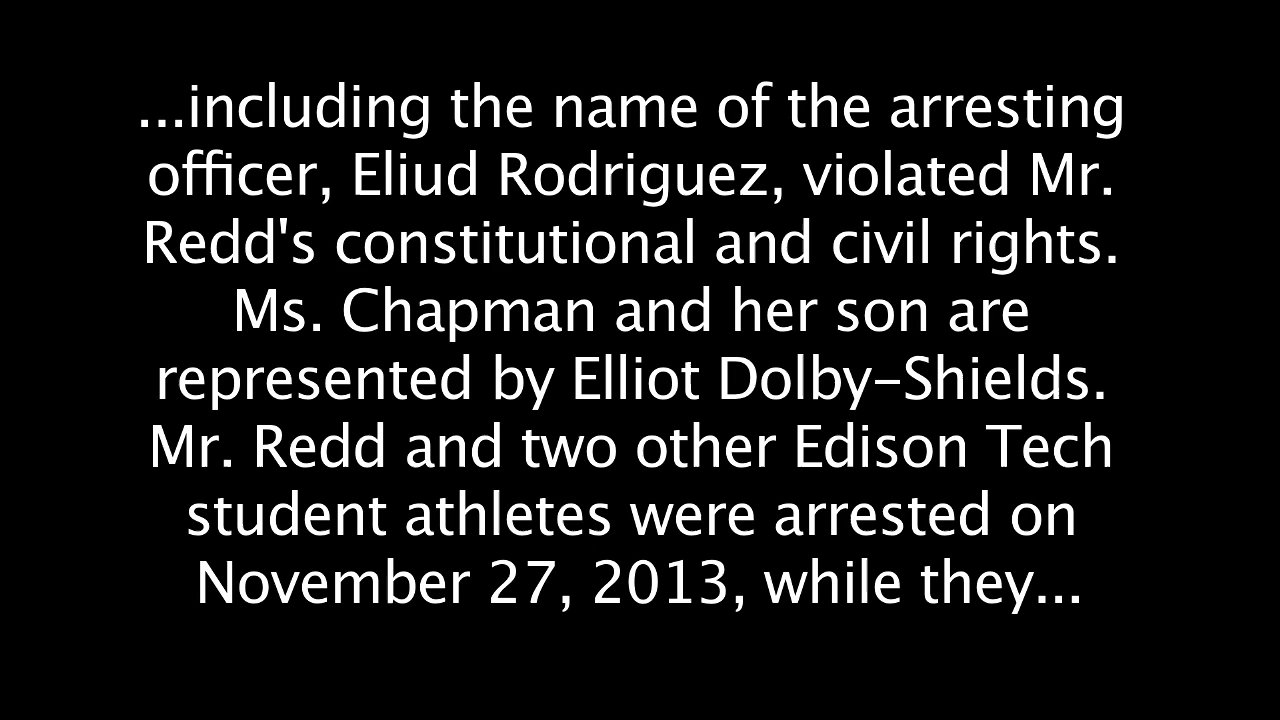 ...including the name of the arresting
officer, Eliud Rodriguez, violated Mr.
Redd's constitutional and civil rights.
Ms. Chapman and her son are
represented by Elliot Dolby-Shields.
Mr. Redd and two other Edison Tech
student athletes were arrested on
November 27, 2013, while they...